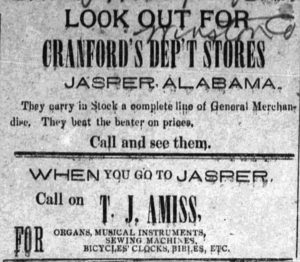 LOOK OUT FOR
Winston Co
CRANFORD'S DEP'T STORES
JASPER, ALABAMA.
They carry in Stock a complete line of General Merchan-
dise. They beat the beater on prices.
Call and see them.
WHEN YOU GO TO JASPER,
Call on T. J. AMISS,
FOR ORGANS, MUSICAL INSTRUMENTS,
SEWING MACHINES,
BICYCLES' CLOCKS, BIBLES, ETC.